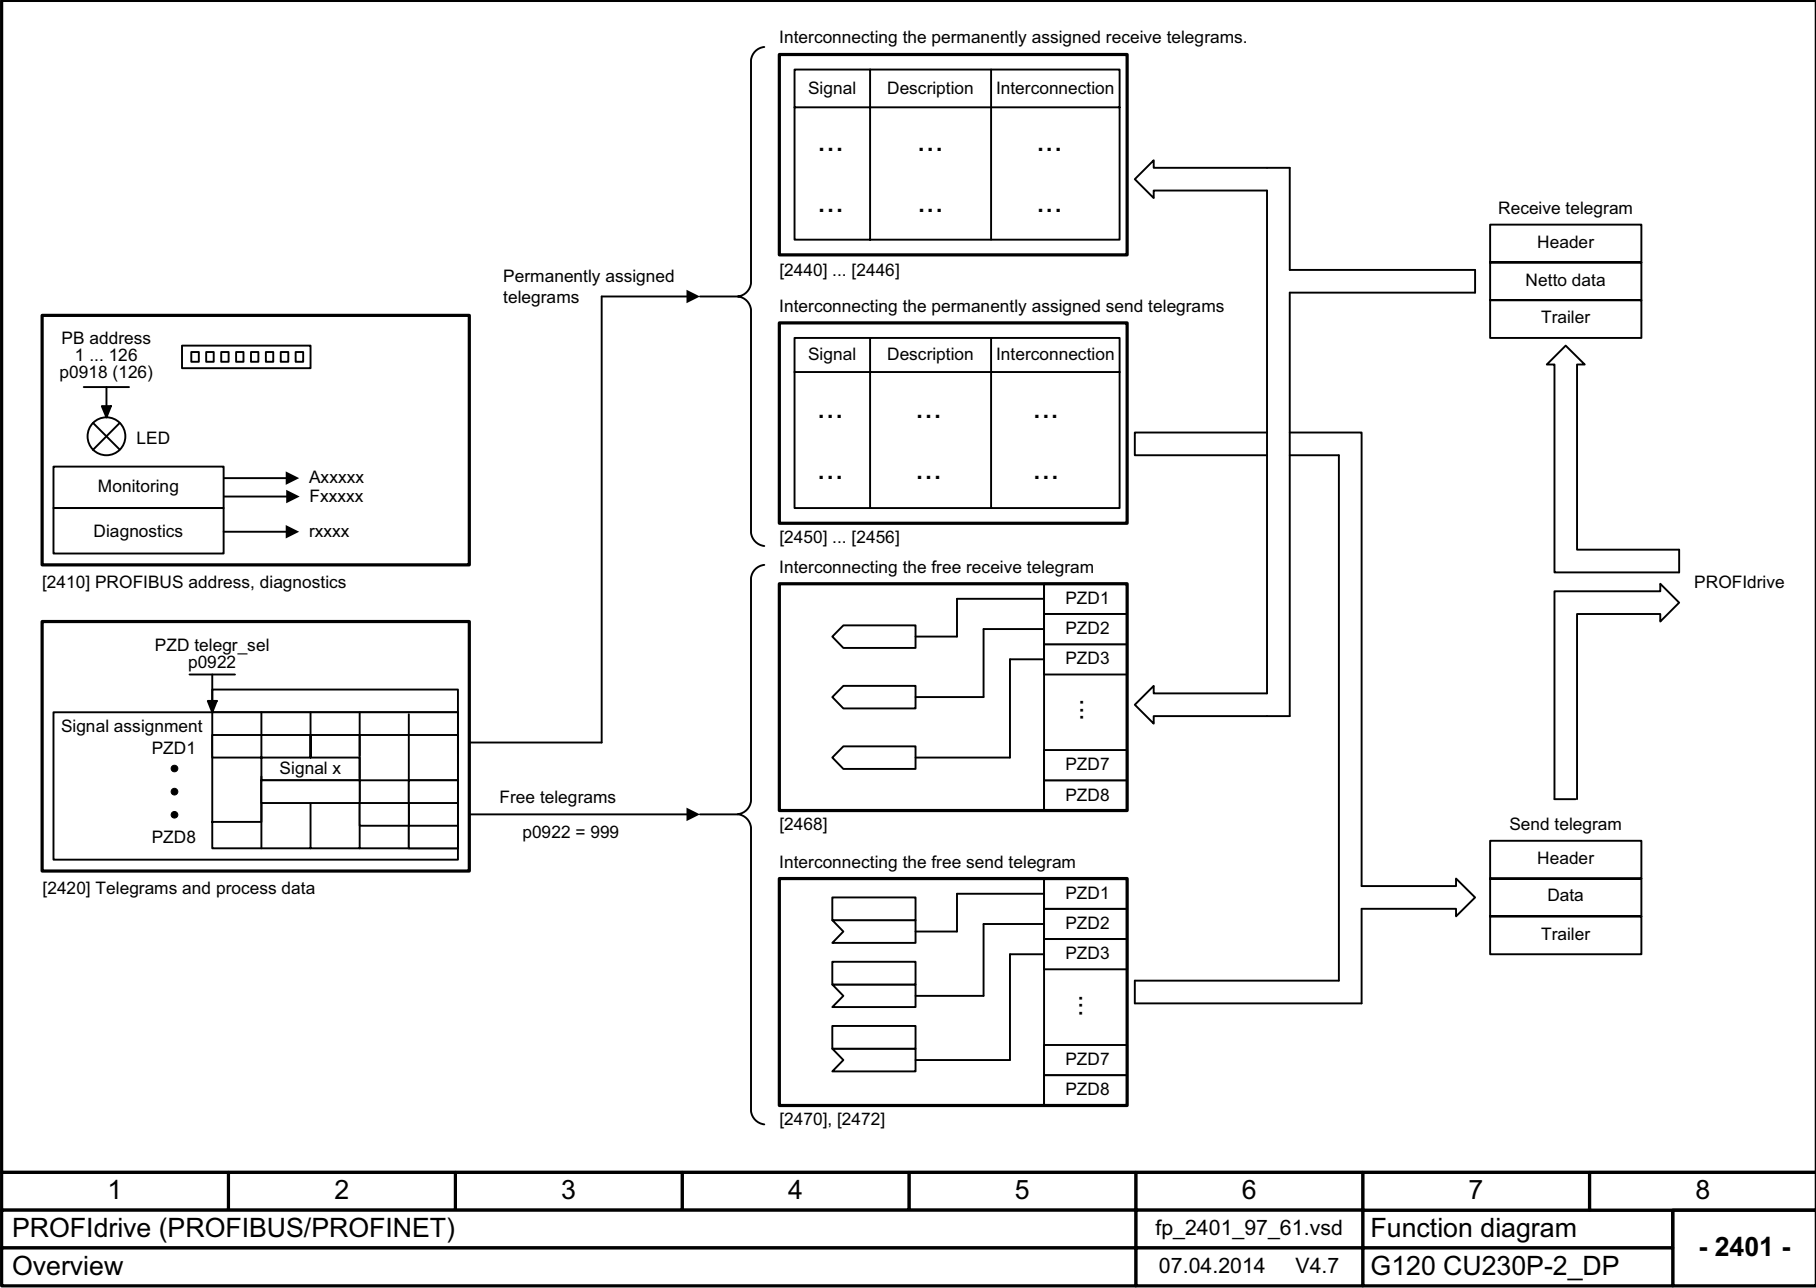 Interconnecting the permanently assigned receive telegrams.
Signal Description Interconnection
... ... ...
... ... ...
[2440] ... [2446]
Permanently assigned
telegrams
Interconnecting the permanently assigned send telegrams
Signal Description Interconnection
... ... ...
... ... ...
[2450] ... [2456]
PB address
1 ... 126
p0918 (126)
LED
Monitoring
Axxxxx
Fxxxxx
Diagnostics
rxxxx
[2410] PROFIBUS address, diagnostics
PZD telegr_sel
p0922
Signal assignment
PZD1
Signal x
PZD8
[2420] Telegrams and process data
Free telegrams
p0922 = 999
Interconnecting the free receive telegram
PZD1
PZD2
PZD3
...
PZD7
PZD8
[2468]
Interconnecting the free send telegram
PZD1
PZD2
PZD3
...
PZD7
PZD8
[2470], [2472]
Receive telegram
Header
Netto data
Trailer
PROFIdrive
Send telegram
Header
Data
Trailer
1 2 3 4 5 6 7 8
PROFIdrive (PROFIBUS/PROFINET) fp_2401_97_61.vsd Function diagram
- 2401 -
Overview 07.04.2014 V4.7 G120 CU230P-2_DP